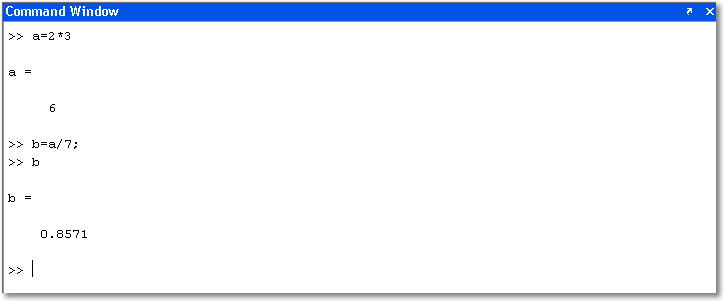 Command Window
>> a=2*3
a =
6
>> b=a/7;
>> b
b =
0.8571
>>